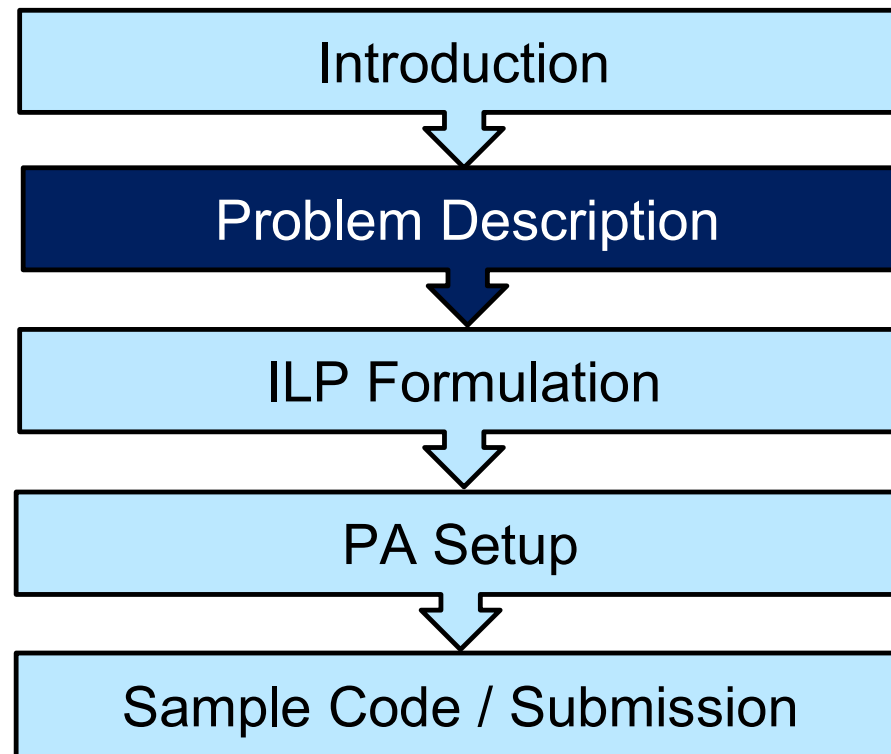 Introduction
Problem Description
ILP Formulation
PA Setup
Sample Code / Submission